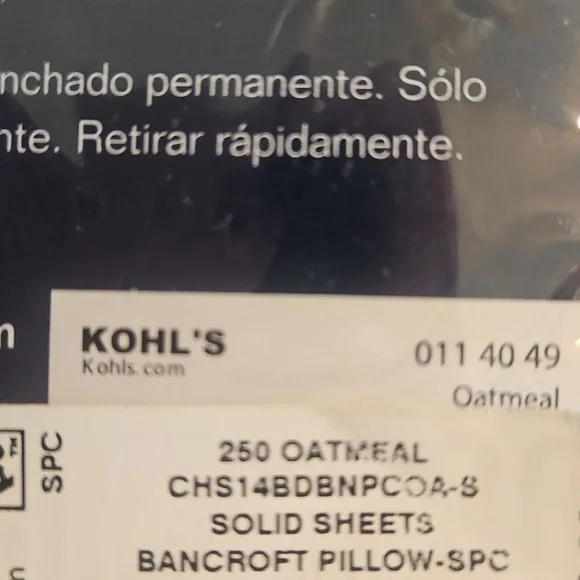 nchado permanente. Sólo
nte. Retirar rápidamente.
KOHL'S
Kohls.com
011 40 49
Oatmeal
SPC
250 OATMEAL
CHS14BDBNPCOA-S
SOLID SHEETS
BANCROFT PILLOW-SPC